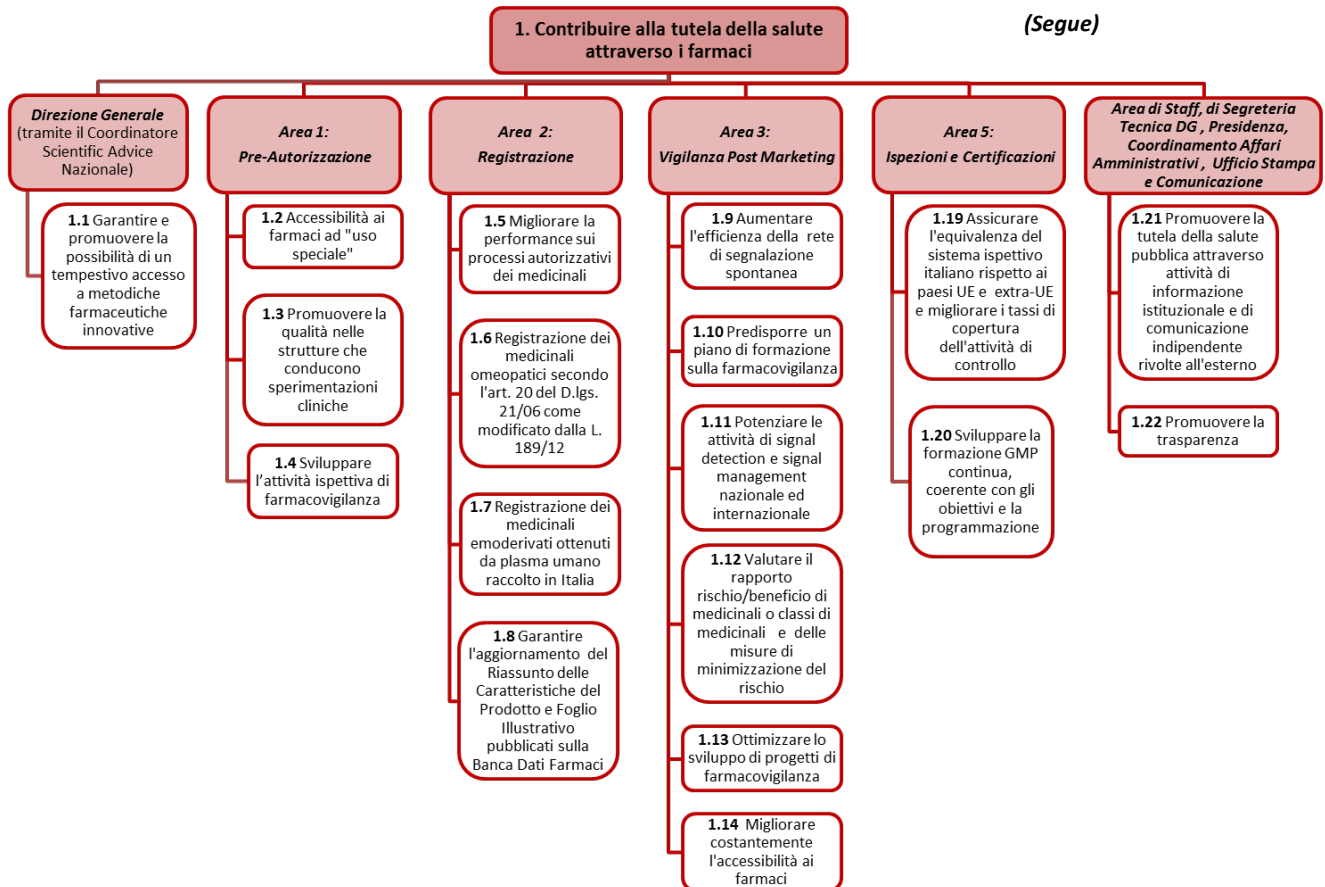 1. Contribuire alla tutela della salute
attraverso i farmaci
(Segue)
Direzione Generale
(tramite il Coordinatore
Scientific Advice
Nazionale)
1.1 Garantire e
promuovere la
possibilità di un
tempestivo accesso
a metodiche
farmaceutiche
innovative
Area 1:
Pre-Autorizzazione
1.2 Accessibilità ai
farmaci ad "uso
speciale"
1.3 Promuovere la
qualità nelle
strutture che
conducono
sperimentazioni
cliniche
1.4 Sviluppare
l’attività ispettiva di
farmacovigilanza
Area 2:
Registrazione
1.5 Migliorare la
performance sui
processi autorizzativi
dei medicinali
1.6 Registrazione dei
medicinali
omeopatici secondo
l'art. 20 del D.lgs.
21/06 come
modificato dalla L.
189/12
1.7 Registrazione dei
medicinali
emoderivati ottenuti
da plasma umano
raccolto in Italia
1.8 Garantire
l'aggiornamento del
Riassunto delle
Caratteristiche del
Prodotto e Foglio
Illustrativo
pubblicati sulla
Banca Dati Farmaci
Area 3:
Vigilanza Post Marketing
1.9 Aumentare
l'efficienza della rete
di segnalazione
spontanea
1.10 Predisporre un
piano di formazione
sulla farmacovigilanza
1.11 Potenziare le
attività di signal
detection e signal
management
nazionale ed
internazionale
1.12 Valutare il
rapporto
rischio/beneficio di
medicinali o classi di
medicinali e delle
misure di
minimizzazione del
rischio
1.13 Ottimizzare lo
sviluppo di progetti di
farmacovigilanza
1.14 Migliorare
costantemente
l'accessibilità ai
farmaci
Area 5:
Ispezioni e Certificazioni
1.19 Assicurare
l'equivalenza del
sistema ispettivo
italiano rispetto ai
paesi UE e extra-UE
e migliorare i tassi di
copertura
dell'attività di
controllo
1.20 Sviluppare la
formazione GMP
continua,
coerente con gli
obiettivi e la
programmazione
Area di Staff, di Segreteria
Tecnica DG , Presidenza,
Coordinamento Affari
Amministrativi , Ufficio Stampa
e Comunicazione
1.21 Promuovere la
tutela della salute
pubblica attraverso
attività di
informazione
istituzionale e di
comunicazione
indipendente
rivolte all'esterno
1.22 Promuovere la
trasparenza